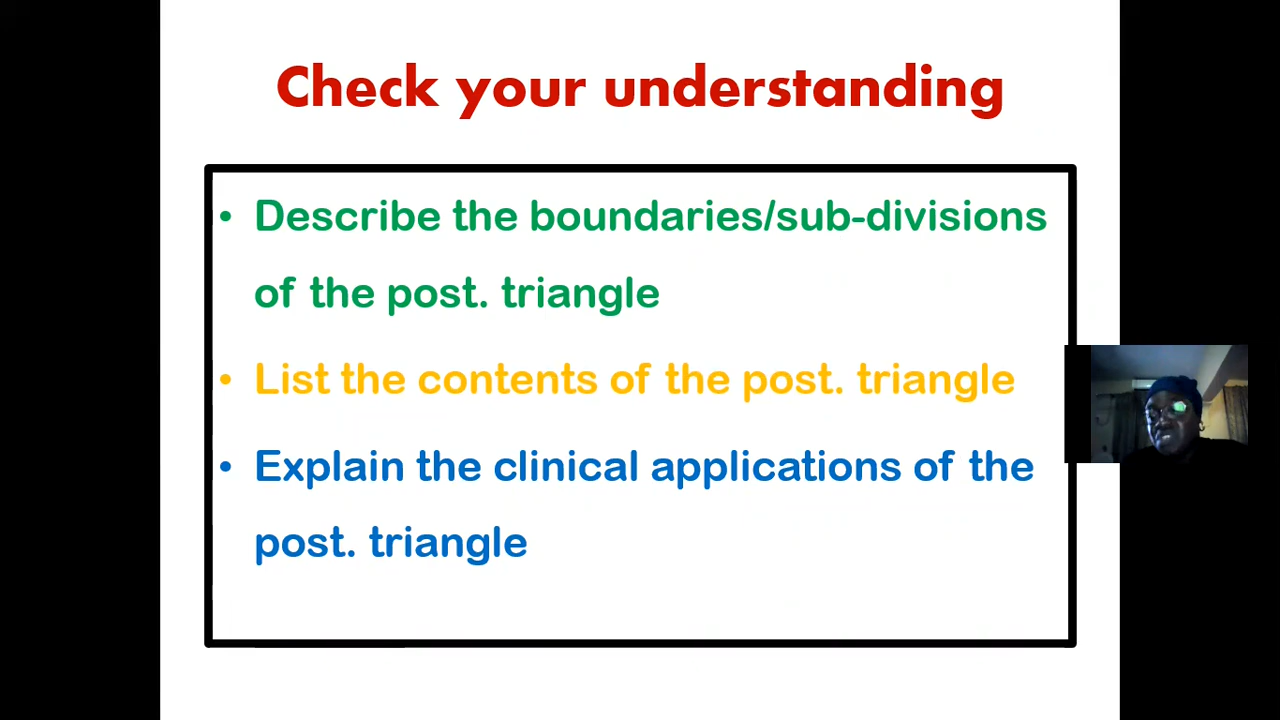 Check your understanding
• Describe the boundaries/sub-divisions
of the post. triangle
• List the contents of the post. triangle
• Explain the clinical applications of the
post. triangle